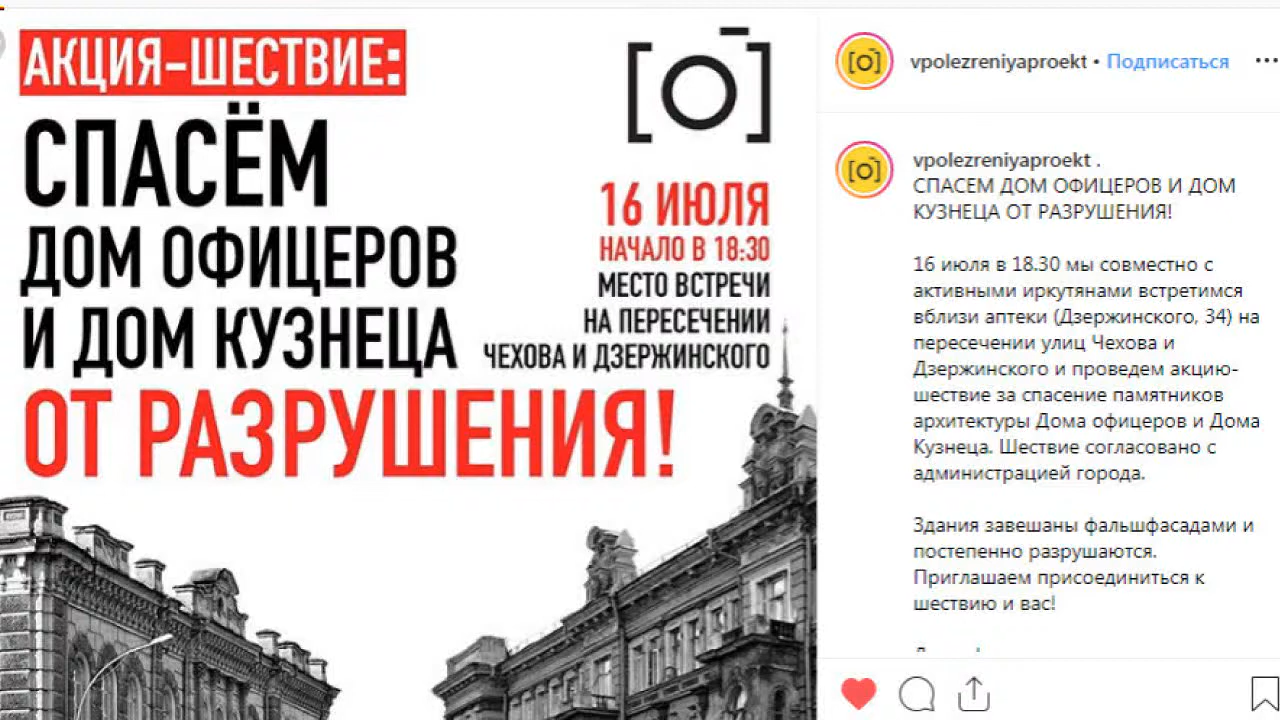 АКЦИЯ-ШЕСТВИЕ:
СПАСЁМ
ДОМ ОФИЦЕРОВ
И ДОМ КУЗНЕЦА
ОТ РАЗРУШЕНИЯ!
16 ИЮЛЯ
НАЧАЛО В 18:30
МЕСТО ВСТРЕЧИ
НА ПЕРЕСЕЧЕНИИ
ЧЕХОВА И ДЗЕРЖИНСКОГО
vpolezreniyaproekt • Подписаться
vpolezreniyaproekt .
СПАСЕМ ДОМ ОФИЦЕРОВ И ДОМ
КУЗНЕЦА ОТ РАЗРУШЕНИЯ!
16 июля в 18.30 мы совместно с
активными иркутянами встретимся
вблизи аптеки (Дзержинского, 34) на
пересечении улиц Чехова и
Дзержинского и проведем акцию-
шествие за спасение памятников
архитектуры Дома офицеров и Дома
Кузнеца. Шествие согласовано с
администрацией города.
Здания завешаны фальшфасадами и
постепенно разрушаются.
Приглашаем присоединиться к
шествию и вас!